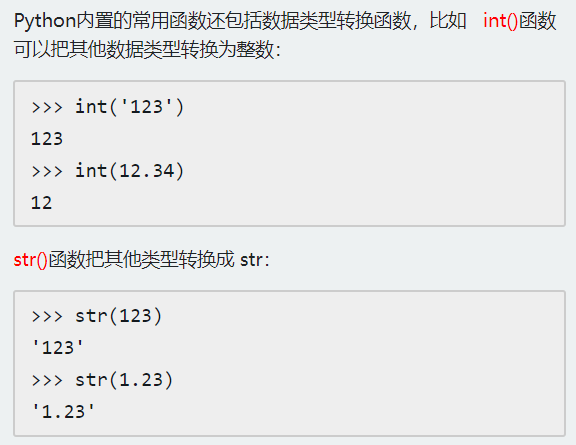 Python内置的常用函数还包括数据类型转换函数，比如 int()函数
可以把其他数据类型转换为整数：
>>> int('123')
123
>>> int(12.34)
12
str()函数把其他类型转换成 str：
>>> str(123)
'123'
>>> str(1.23)
'1.23'